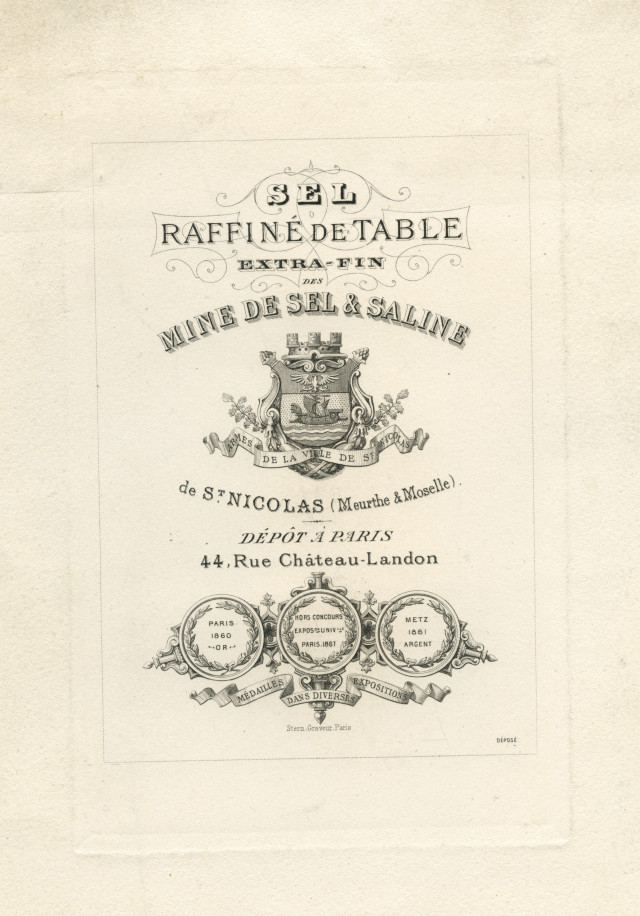 SEL
RAFFINÉ DE TABLE
EXTRA-FIN
DES
MINE DE SEL & SALINE
ARMES DE LA VILLE DE ST NICOLAS
de ST. NICOLAS (Meurthe & Moselle).
DÉPÔT À PARIS
44, Rue Château-Landon
PARIS
1860
OR
HORS CONCOURS
EXPOSon UNIVlle
PARIS.1867
METZ
1861
ARGENT
MÉDAILLES DANS DIVERSES EXPOSITIONS
Stern, Graveur, Paris
DÉPOSÉ